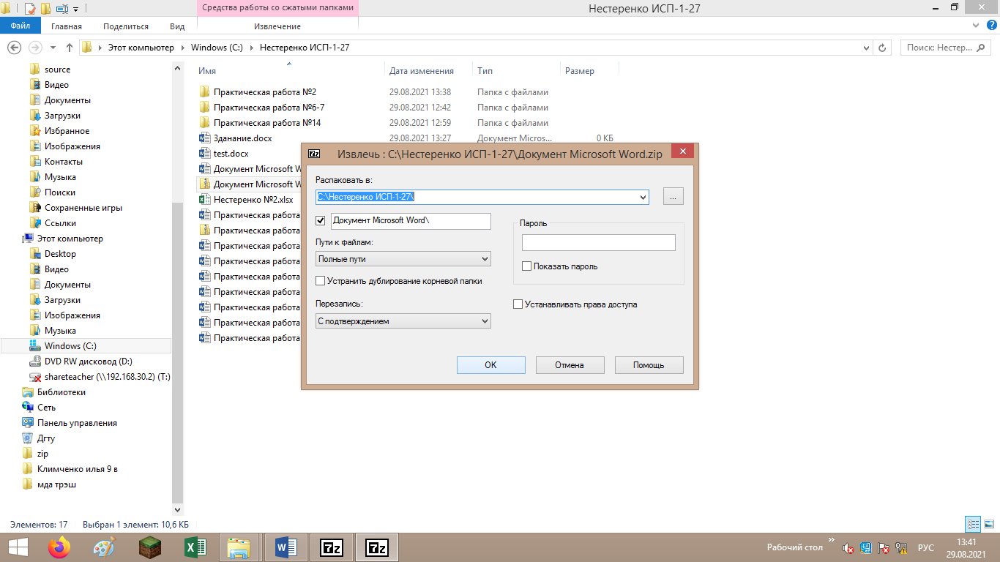 Средства работы со сжатыми папками
Нестеренко ИСП-1-27
Файл
Главная
Поделиться
Вид
Извлечение
Этот компьютер
Windows (C:)
Нестеренко ИСП-1-27
Поиск: Нестер...
source
Видео
Документы
Загрузки
Избранное
Изображения
Контакты
Музыка
Поиски
Сохраненные игры
Ссылки
Этот компьютер
Desktop
Видео
Документы
Загрузки
Изображения
Музыка
Windows (C:)
DVD RW дисковод (D:)
shareteacher (\\192.168.30.2) (T:)
Библиотеки
Сеть
Панель управления
Дгту
zip
Климченко илья 9 в
мда трэш
Имя Дата изменения Тип Размер
Практическая работа №2 29.08.2021 13:38 Папка с файлами
Практическая работа №6-7 29.08.2021 12:42 Папка с файлами
Практическая работа №14 29.08.2021 12:59 Папка с файлами
Зданание.docx 29.08.2021 13:27 Документ Micros... 0 КБ
test.docx
Документ Microsoft W
Документ Microsoft W
Нестеренко №2.xlsx
Практическая работа
Практическая работа
Практическая работа
Практическая работа
Практическая работа
Практическая работа
Практическая работа
Практическая работа
Практическая работа
7z
Извлечь : C:\Нестеренко ИСП-1-27\Документ Microsoft Word.zip
Распаковать в:
C:\Нестеренко ИСП-1-27\
...
Документ Microsoft Word\
Пути к файлам:
Полные пути
Устранить дублирование корневой папки
Перезапись:
С подтверждением
Пароль
Показать пароль
Устанавливать права доступа
OK
Отмена
Помощь
Элементов: 17
Выбран 1 элемент: 10,6 КБ
7z
7z
Рабочий стол
»
РУС
13:41
29.08.2021